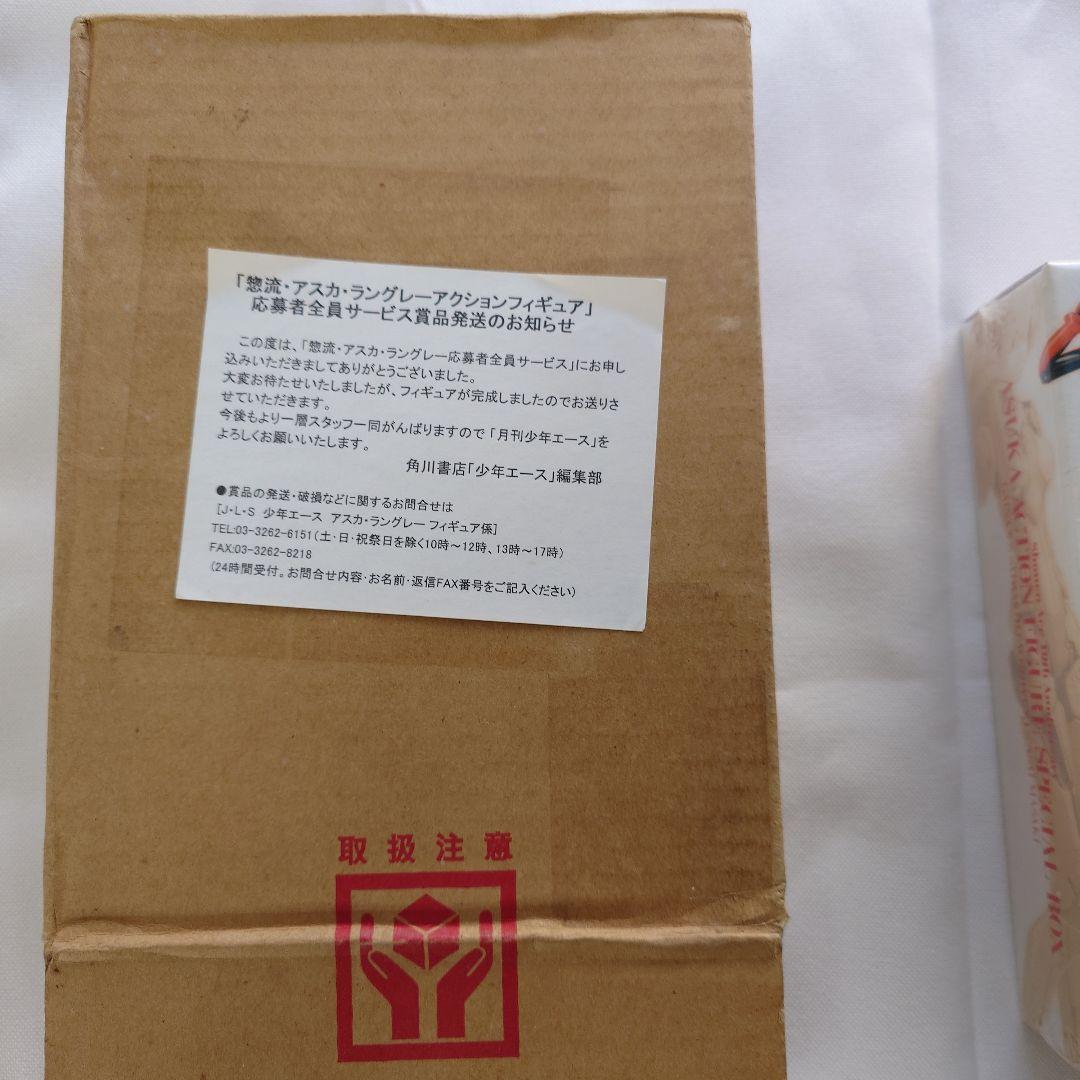 「惣流・アスカ・ラングレーアクションフィギュア」
応募者全員サービス賞品発送のお知らせ
この度は、「惣流・アスカ・ラングレー応募者全員サービス」にお申し
込みいただきましてありがとうございました。
大変お待たせいたしましたが、フィギュアが完成しましたのでお送りさ
せていただきます。
今後もより一層スタッフ一同がんばりますので「月刊少年エース」を
よろしくお願いいたします。
角川書店「少年エース」編集部
●賞品の発送・破損などに関するお問合せは
[J・L・S 少年エース アスカ・ラングレー フィギュア係]
TEL:03-3262-6151(土・日・祝祭日を除く10時～12時、13時～17時)
FAX:03-3262-8218
(24時間受付。お問合せ内容・お名前・返信FAX番号をご記入ください)
取扱注意
ASUKA ACTION FIGURE SPECIAL BOX